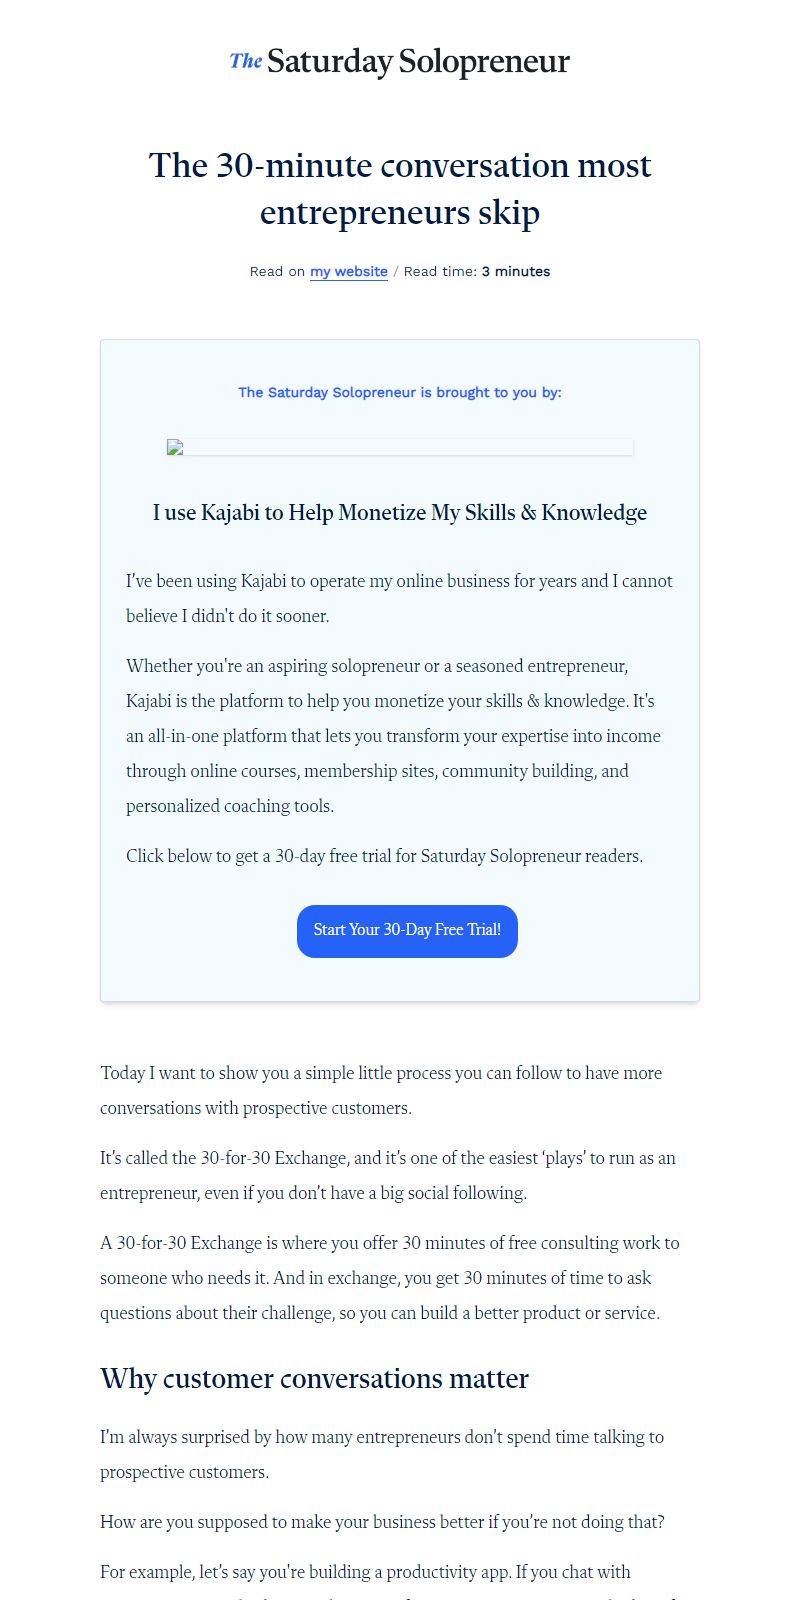 The Saturday Solopreneur
The 30-minute conversation most
entrepreneurs skip
Read on my website / Read time: 3 minutes
The Saturday Solopreneur is brought to you by:
I use Kajabi to Help Monetize My Skills & Knowledge
I’ve been using Kajabi to operate my online business for years and I cannot
believe I didn't do it sooner.
Whether you're an aspiring solopreneur or a seasoned entrepreneur,
Kajabi is the platform to help you monetize your skills & knowledge. It's
an all-in-one platform that lets you transform your expertise into income
through online courses, membership sites, community building, and
personalized coaching tools.
Click below to get a 30-day free trial for Saturday Solopreneur readers.
Start Your 30-Day Free Trial!
Today I want to show you a simple little process you can follow to have more
conversations with prospective customers.
It’s called the 30-for-30 Exchange, and it’s one of the easiest ‘plays’ to run as an
entrepreneur, even if you don’t have a big social following.
A 30-for-30 Exchange is where you offer 30 minutes of free consulting work to
someone who needs it. And in exchange, you get 30 minutes of time to ask
questions about their challenge, so you can build a better product or service.
Why customer conversations matter
I’m always surprised by how many entrepreneurs don’t spend time talking to
prospective customers.
How are you supposed to make your business better if you’re not doing that?
For example, let’s say you're building a productivity app. If you chat with